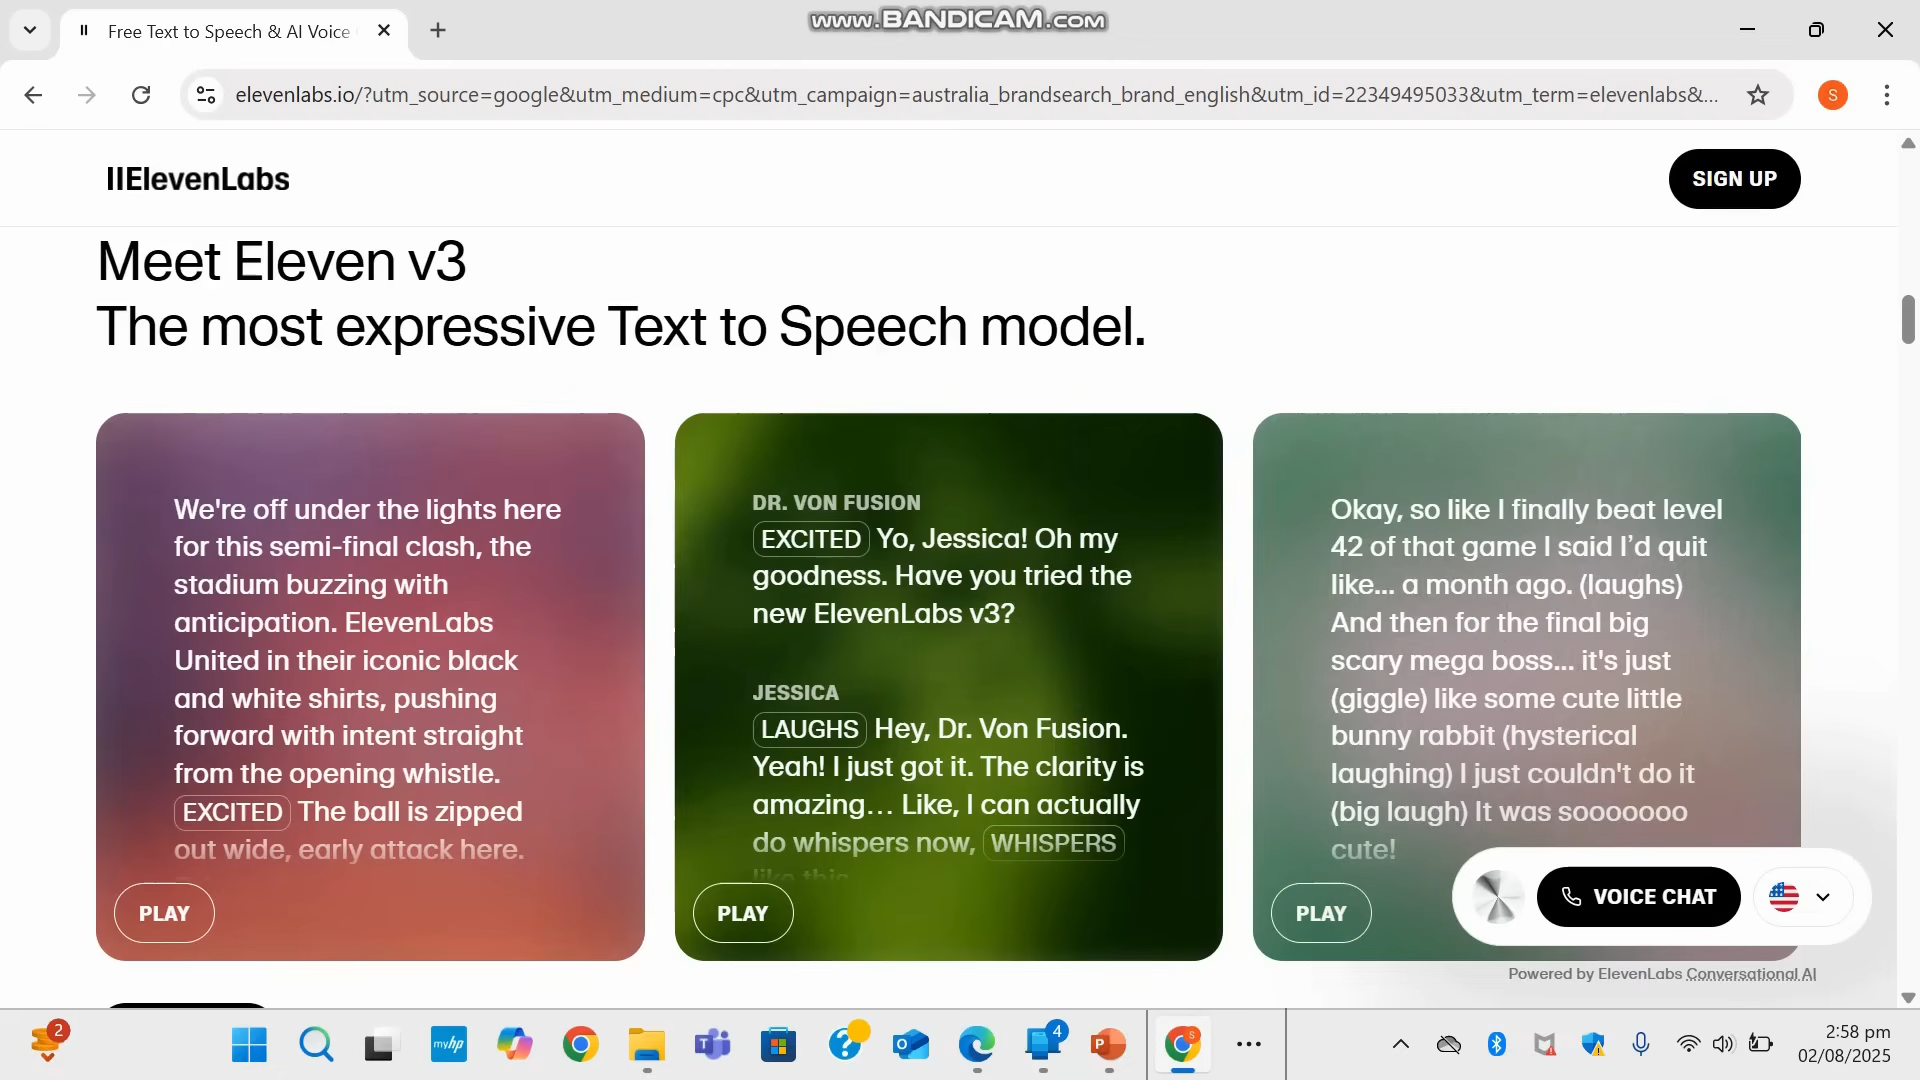 www.BANDICAM.com
Free Text to Speech & AI Voice
elevenlabs.io/?utm_source=google&utm_medium=cpc&utm_campaign=australia_brandsearch_brand_english&utm_id=22349495033&utm_term=elevenlabs&...
S
IIElevenLabs
SIGN UP
Meet Eleven v3
The most expressive Text to Speech model.
We're off under the lights here
for this semi-final clash, the
stadium buzzing with
anticipation. ElevenLabs
United in their iconic black
and white shirts, pushing
forward with intent straight
from the opening whistle.
EXCITED The ball is zipped
out wide, early attack here.
PLAY
DR. VON FUSION
EXCITED Yo, Jessica! Oh my
goodness. Have you tried the
new ElevenLabs v3?
JESSICA
LAUGHS Hey, Dr. Von Fusion.
Yeah! I just got it. The clarity is
amazing… Like, I can actually
do whispers now, WHISPERS
like this
PLAY
Okay, so like I finally beat level
42 of that game I said I’d quit
like... a month ago. (laughs)
And then for the final big
scary mega boss... it's just
(giggle) like some cute little
bunny rabbit (hysterical
laughing) I just couldn't do it
(big laugh) It was sooooooo
cute!
PLAY
VOICE CHAT
Powered by ElevenLabs Conversational AI
2
myhp
4
2:58 pm
02/08/2025